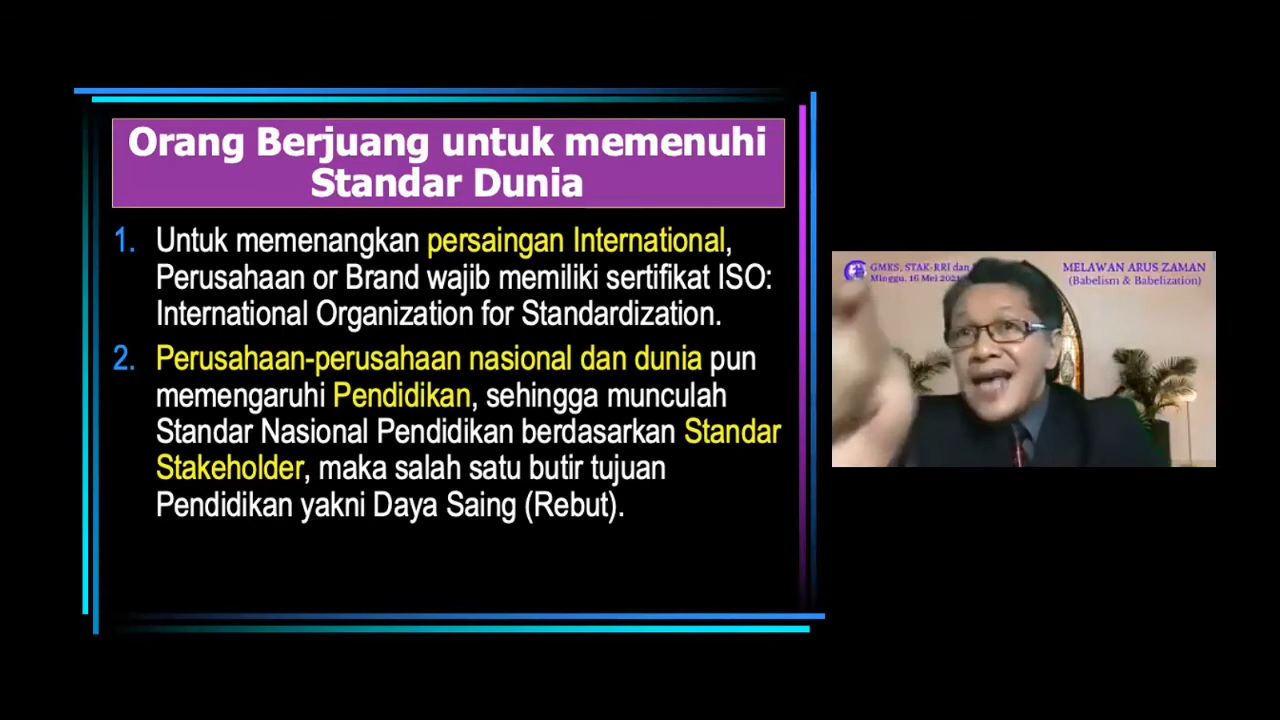 Orang Berjuang untuk memenuhi
Standar Dunia
1. Untuk memenangkan persaingan International,
Perusahaan or Brand wajib memiliki sertifikat ISO:
International Organization for Standardization.
2. Perusahaan-perusahaan nasional dan dunia pun
memengaruhi Pendidikan, sehingga munculah
Standar Nasional Pendidikan berdasarkan Standar
Stakeholder, maka salah satu butir tujuan
Pendidikan yakni Daya Saing (Rebut).
GMKS, STAK-RRI dan
Minggu, 16 Mei 2021
MELAWAN ARUS ZAMAN
(Babelism & Babelization)